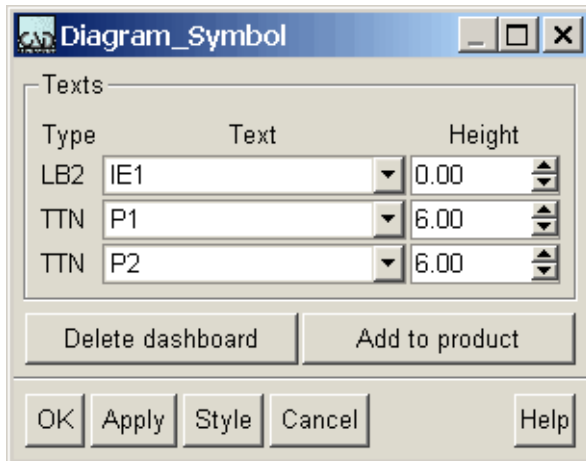 CAD Diagram_Symbol
Texts
Type Text Height
LB2 IE1 0.00
TTN P1 6.00
TTN P2 6.00
Delete dashboard Add to product
OK Apply Style Cancel Help